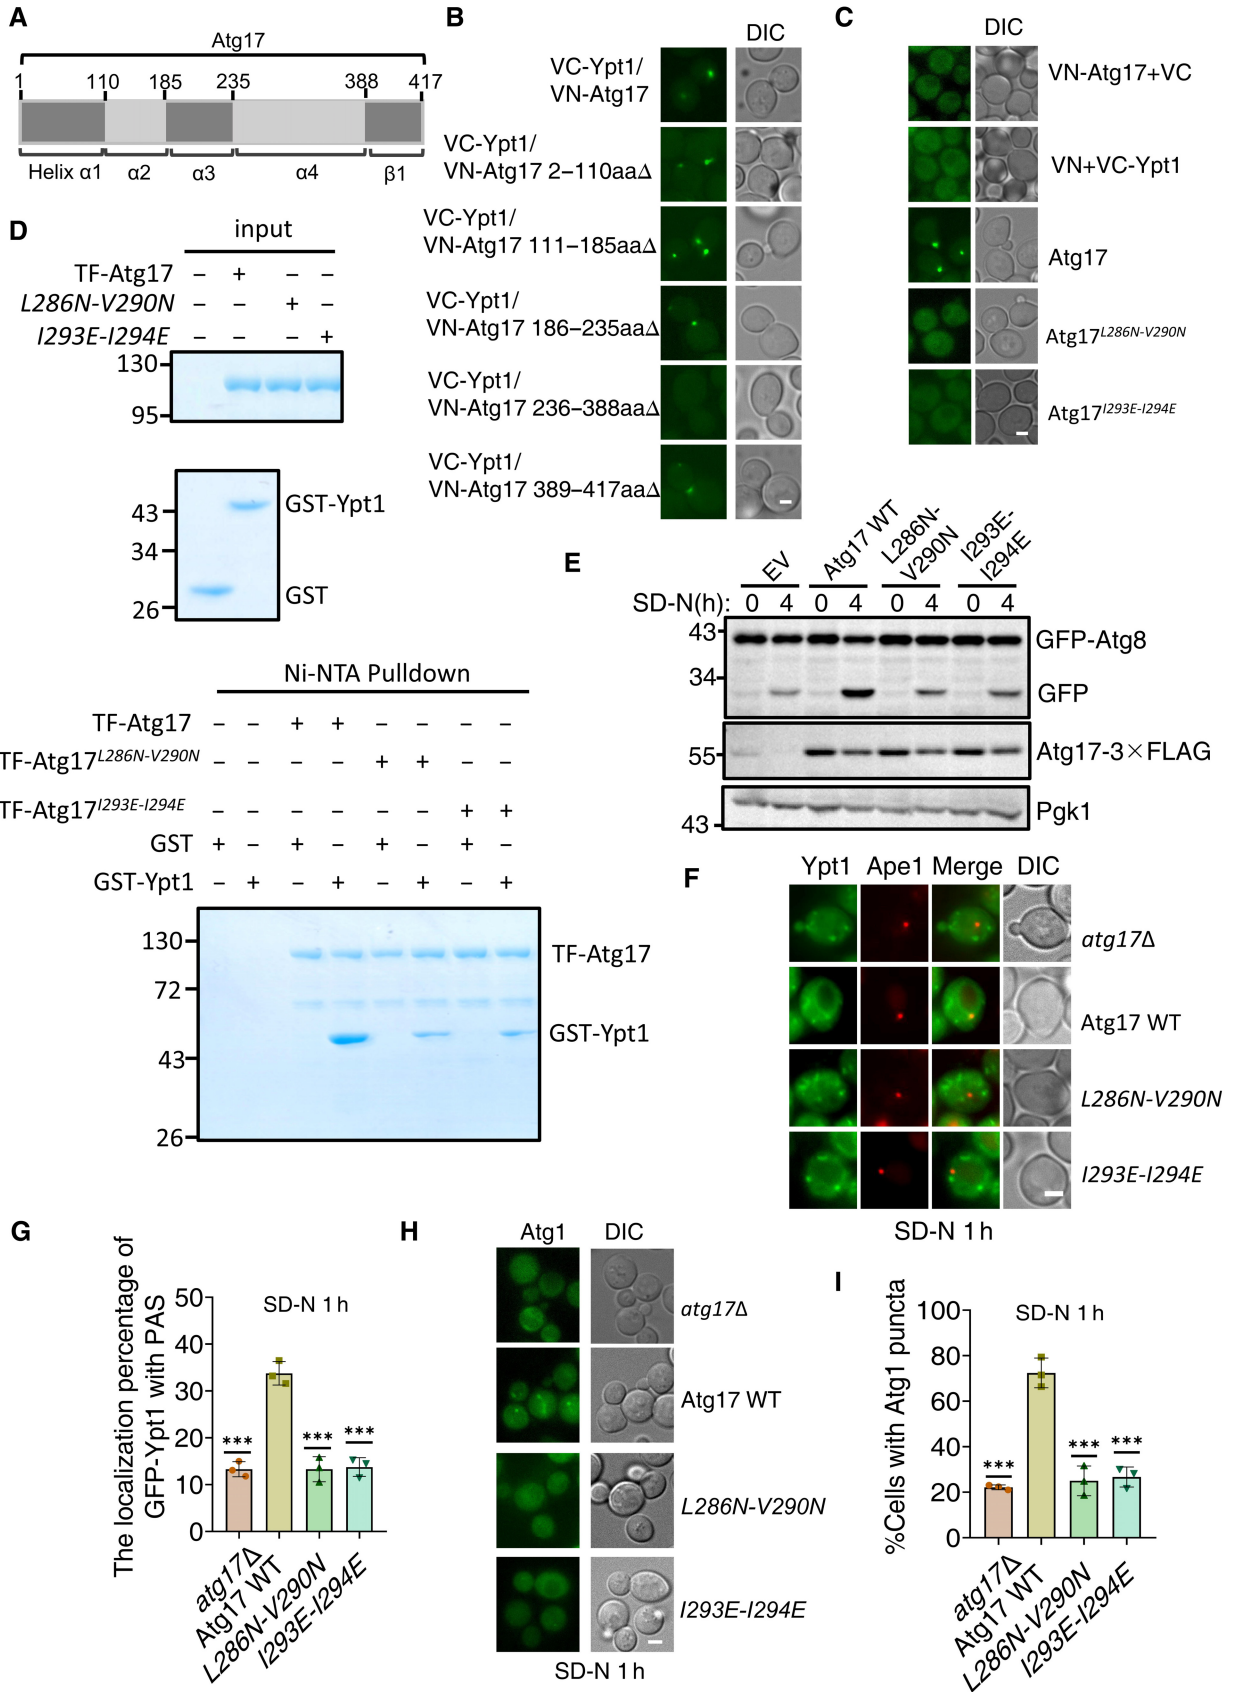 A
Atg17
1 110 185 235 388 417
Helix α1 α2 α3 α4 β1
B
DIC
VC-Ypt1/
VN-Atg17
VC-Ypt1/
VN-Atg17 2–110aaΔ
VC-Ypt1/
VN-Atg17 111–185aaΔ
VC-Ypt1/
VN-Atg17 186–235aaΔ
VC-Ypt1/
VN-Atg17 236–388aaΔ
VC-Ypt1/
VN-Atg17 389–417aaΔ
C
DIC
VN-Atg17+VC
VN+VC-Ypt1
Atg17
Atg17L286N-V290N
Atg17I293E-I294E
D
input
TF-Atg17 – + – –
L286N-V290N – – + –
I293E-I294E – – – +
130
95
43
34
26
GST-Ypt1
GST
Ni-NTA Pulldown
TF-Atg17 – – + + – – – –
TF-Atg17L286N-V290N – – – – + + – –
TF-Atg17I293E-I294E – – – – – – + +
GST + – + – + – + –
GST-Ypt1 – + – + – + – +
130
72
43
26
TF-Atg17
GST-Ypt1
E
EV
Atg17 WT
L286N-
V290N
I293E-
I294E
SD-N(h): 0 4 0 4 0 4 0 4
43
34
GFP-Atg8
GFP
55
Atg17-3×FLAG
43
Pgk1
F
Ypt1 Ape1 Merge DIC
atg17Δ
Atg17 WT
L286N-V290N
I293E-I294E
SD-N 1h
G
The localization percentage of
GFP-Ypt1 with PAS
SD-N 1h
50
40
30
20
10
0
***
***
***
atg17Δ
Atg17 WT
L286N-V290N
I293E-I294E
H
Atg1 DIC
atg17Δ
Atg17 WT
L286N-V290N
I293E-I294E
SD-N 1h
I
%Cells with Atg1 puncta
SD-N 1h
100
80
60
40
20
0
***
***
***
atg17Δ
Atg17 WT
L286N-V290N
I293E-I294E